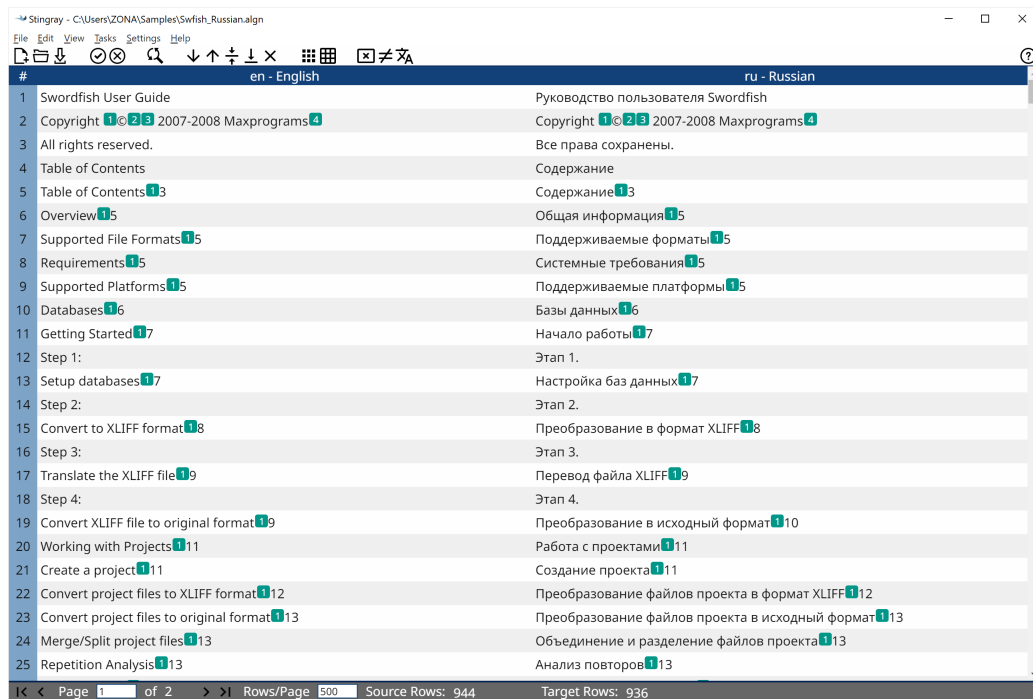 Stingray - C:\Users\ZONA\Samples\Swfish_Russian.algn
File Edit View Tasks Settings Help
# en - English ru - Russian
1 Swordfish User Guide Руководство пользователя Swordfish
2 Copyright 1©23 2007-2008 Maxprograms4 Copyright 1©23 2007-2008 Maxprograms4
3 All rights reserved. Все права сохранены.
4 Table of Contents Содержание
5 Table of Contents13 Содержание13
6 Overview15 Общая информация15
7 Supported File Formats15 Поддерживаемые форматы15
8 Requirements15 Системные требования15
9 Supported Platforms15 Поддерживаемые платформы15
10 Databases16 Базы данных16
11 Getting Started17 Начало работы17
12 Step 1: Этап 1.
13 Setup databases17 Настройка баз данных17
14 Step 2: Этап 2.
15 Convert to XLIFF format18 Преобразование в формат XLIFF18
16 Step 3: Этап 3.
17 Translate the XLIFF file19 Перевод файла XLIFF19
18 Step 4: Этап 4.
19 Convert XLIFF file to original format19 Преобразование в исходный формат110
20 Working with Projects111 Работа с проектами111
21 Create a project111 Создание проекта111
22 Convert project files to XLIFF format112 Преобразование файлов проекта в формат XLIFF112
23 Convert project files to original format113 Преобразование файлов проекта в исходный формат113
24 Merge/Split project files113 Объединение и разделение файлов проекта113
25 Repetition Analysis113 Анализ повторов113
Page 1 of 2 Rows/Page 500 Source Rows: 944 Target Rows: 936